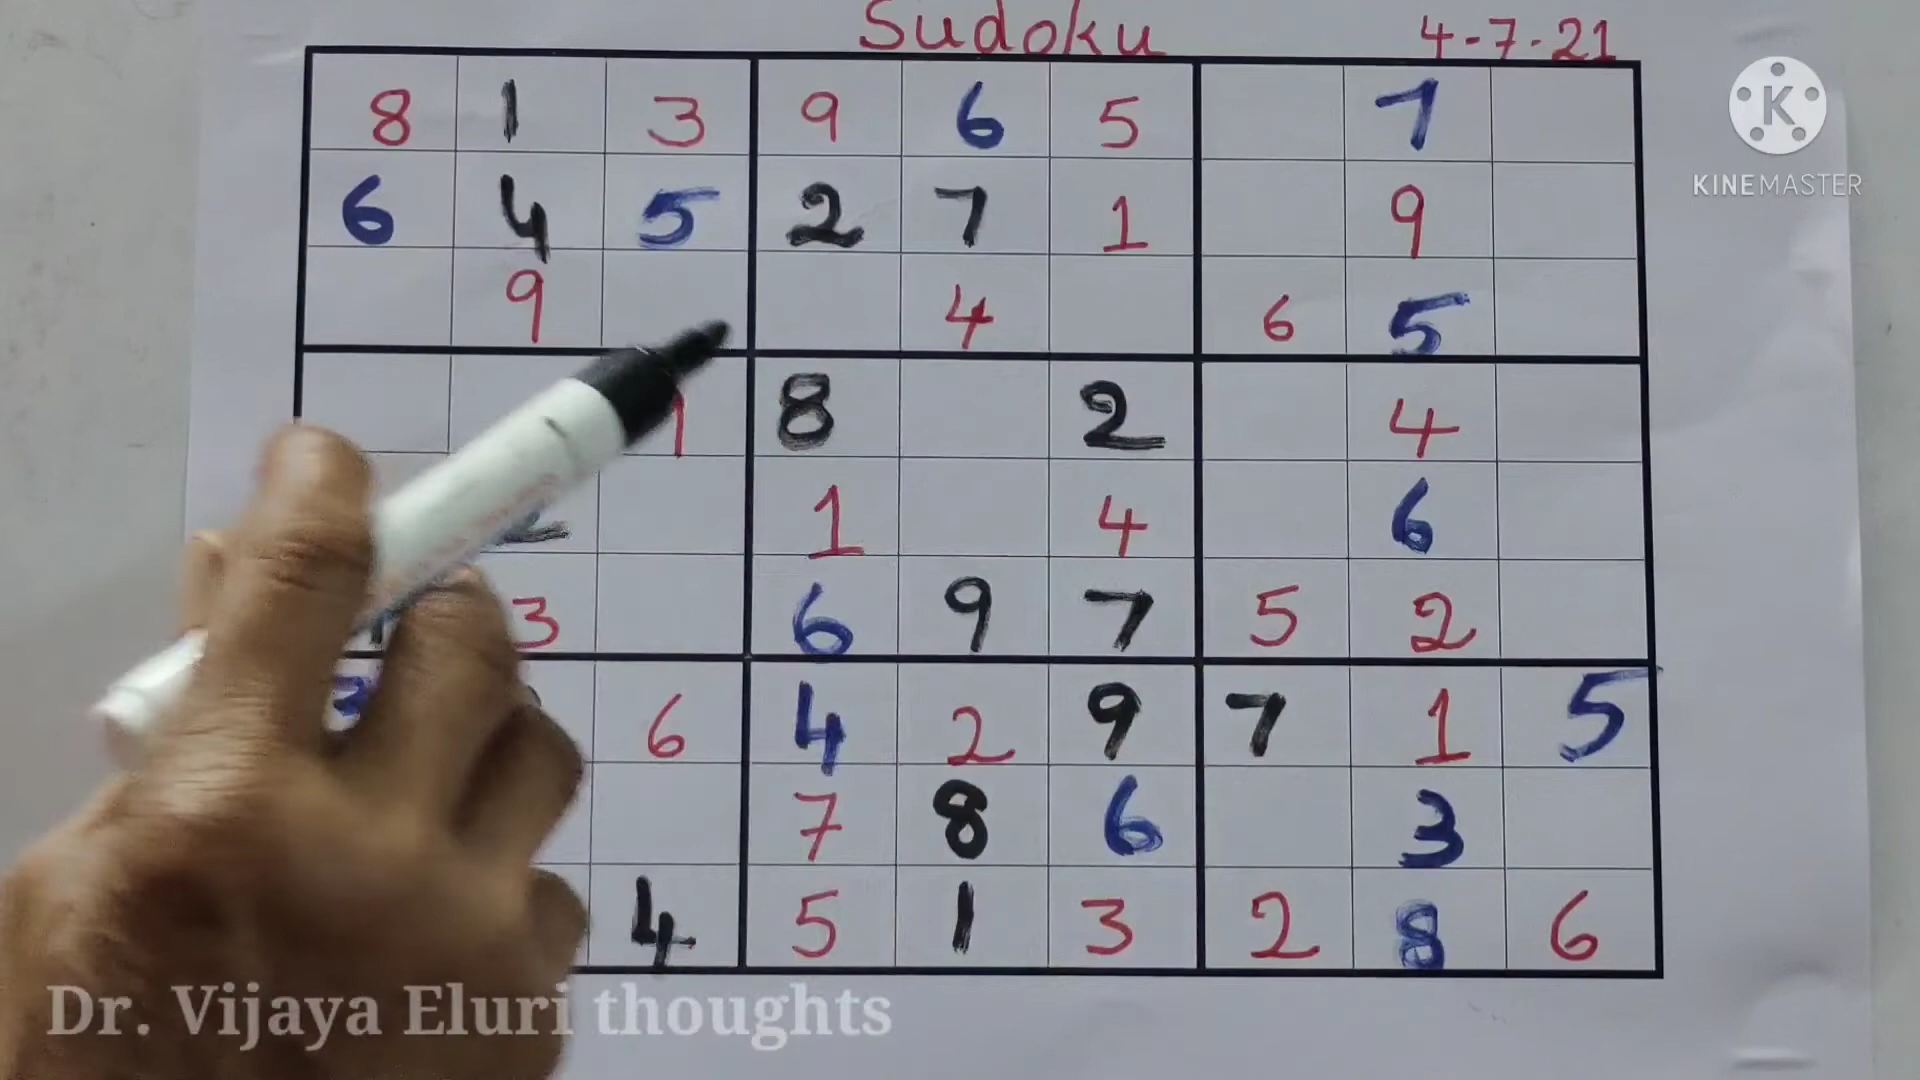 Sudoku 4-7-21
KINEMASTER
8 1 3 9 6 5 7
6 4 5 2 7 1 9
9 4 6 5
1 8 2 4
1 4 6
3 6 9 7 5 2
3 6 4 2 9 7 1 5
7 8 6 3
4 5 1 3 2 8 6
Dr. Vijaya Eluri thoughts